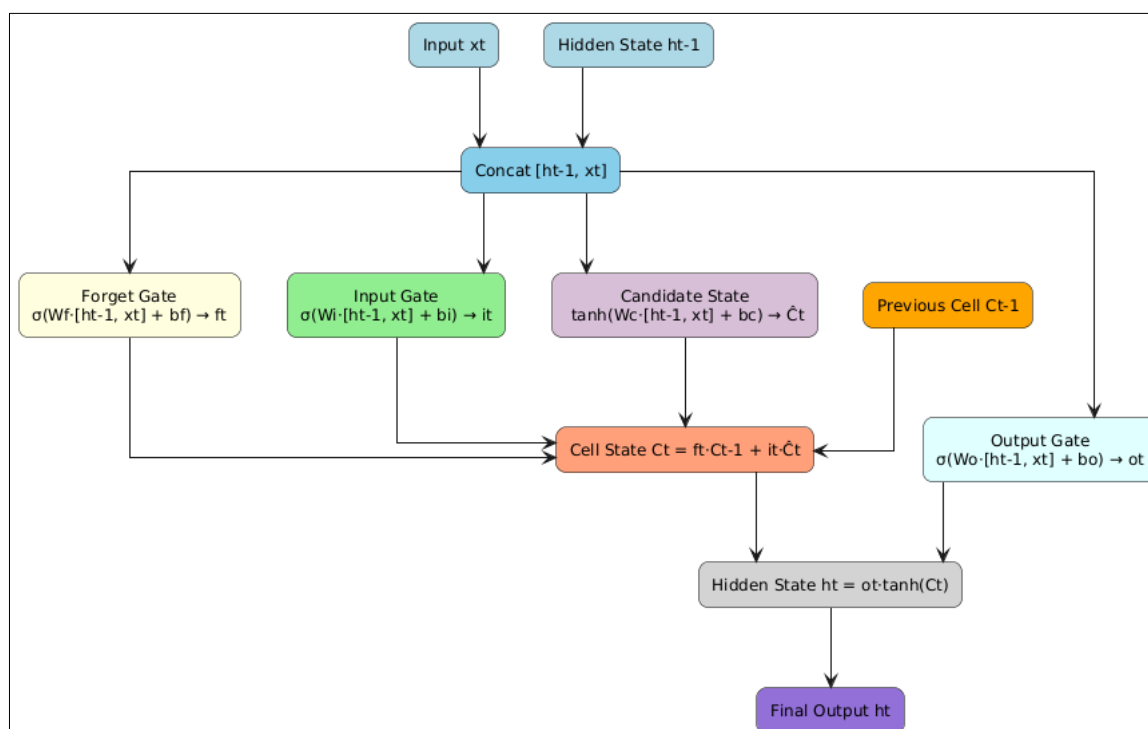 Input xt
Hidden State ht-1
Concat [ht-1, xt]
Forget Gate
σ(Wf·[ht-1, xt] + bf) → ft
Input Gate
σ(Wi·[ht-1, xt] + bi) → it
Candidate State
tanh(Wc·[ht-1, xt] + bc) → Ĉt
Previous Cell Ct-1
Cell State Ct = ft·Ct-1 + it·Ĉt
Output Gate
σ(Wo·[ht-1, xt] + bo) → ot
Hidden State ht = ot·tanh(Ct)
Final Output ht